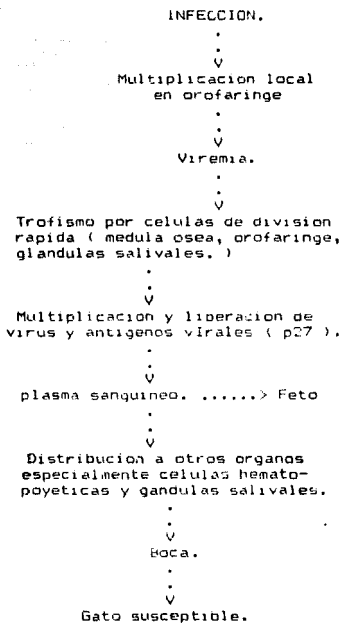 INFECCION.
Multiplicacion local
en orofaringe
Viremia.
Trofismo por celulas de division
rapida ( medula osea, orofaringe,
glandulas salivales. )
Multiplicacion y liberacion de
virus y antigenos virales ( p27 ).
plasma sanguineo. ......> Feto
Distribucion a otros organos
especialmente celulas hemato-
poyeticas y gandulas salivales.
Boca.
Gato susceptible.